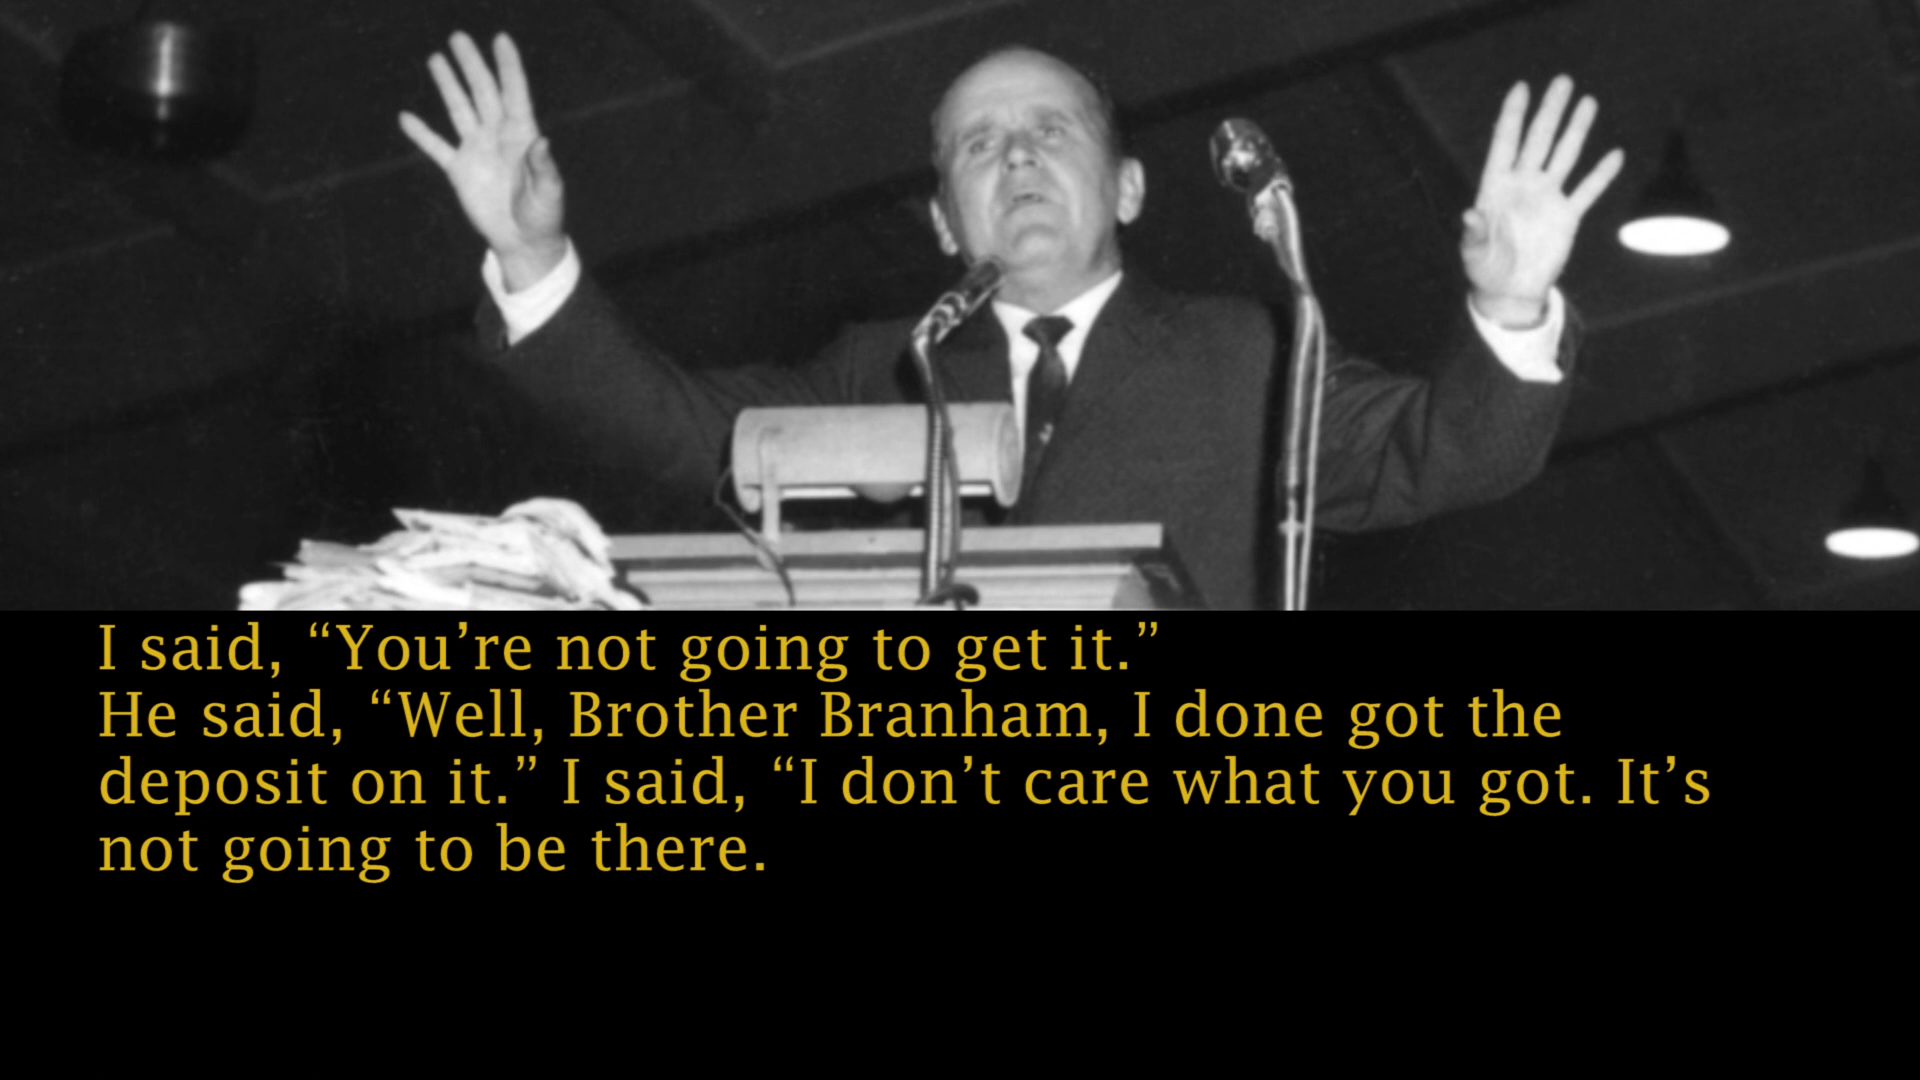 I said, “You’re not going to get it.”
He said, “Well, Brother Branham, I done got the
deposit on it.” I said, “I don’t care what you got. It’s
not going to be there.